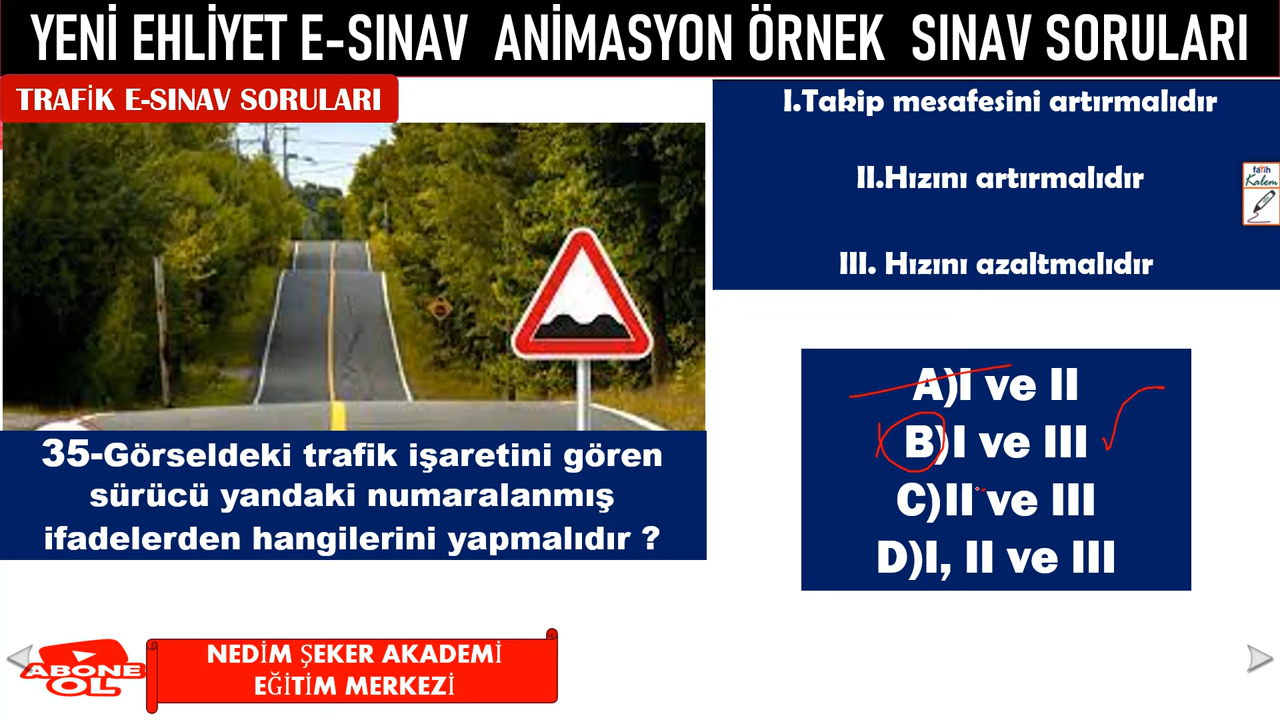 YENİ EHLİYET E-SINAV ANİMASYON ÖRNEK SINAV SORULARI
TRAFİK E-SINAV SORULARI
I.Takip mesafesini artırmalıdır
II.Hızını artırmalıdır
III. Hızını azaltmalıdır
fatih
Kalem
35-Görseldeki trafik işaretini gören
sürücü yandaki numaralanmış
ifadelerden hangilerini yapmalıdır ?
A)I ve II
B)I ve III
C)II ve III
D)I, II ve III
ABONE
OL
NEDİM ŞEKER AKADEMİ
EĞİTİM MERKEZİ